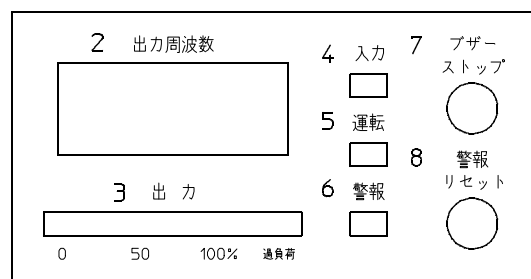 2 出力周波数
3 出力
0 50 100% 過負荷
4 入力
5 運転
6 警報
7 ブザー
ストップ
8 警報
リセット